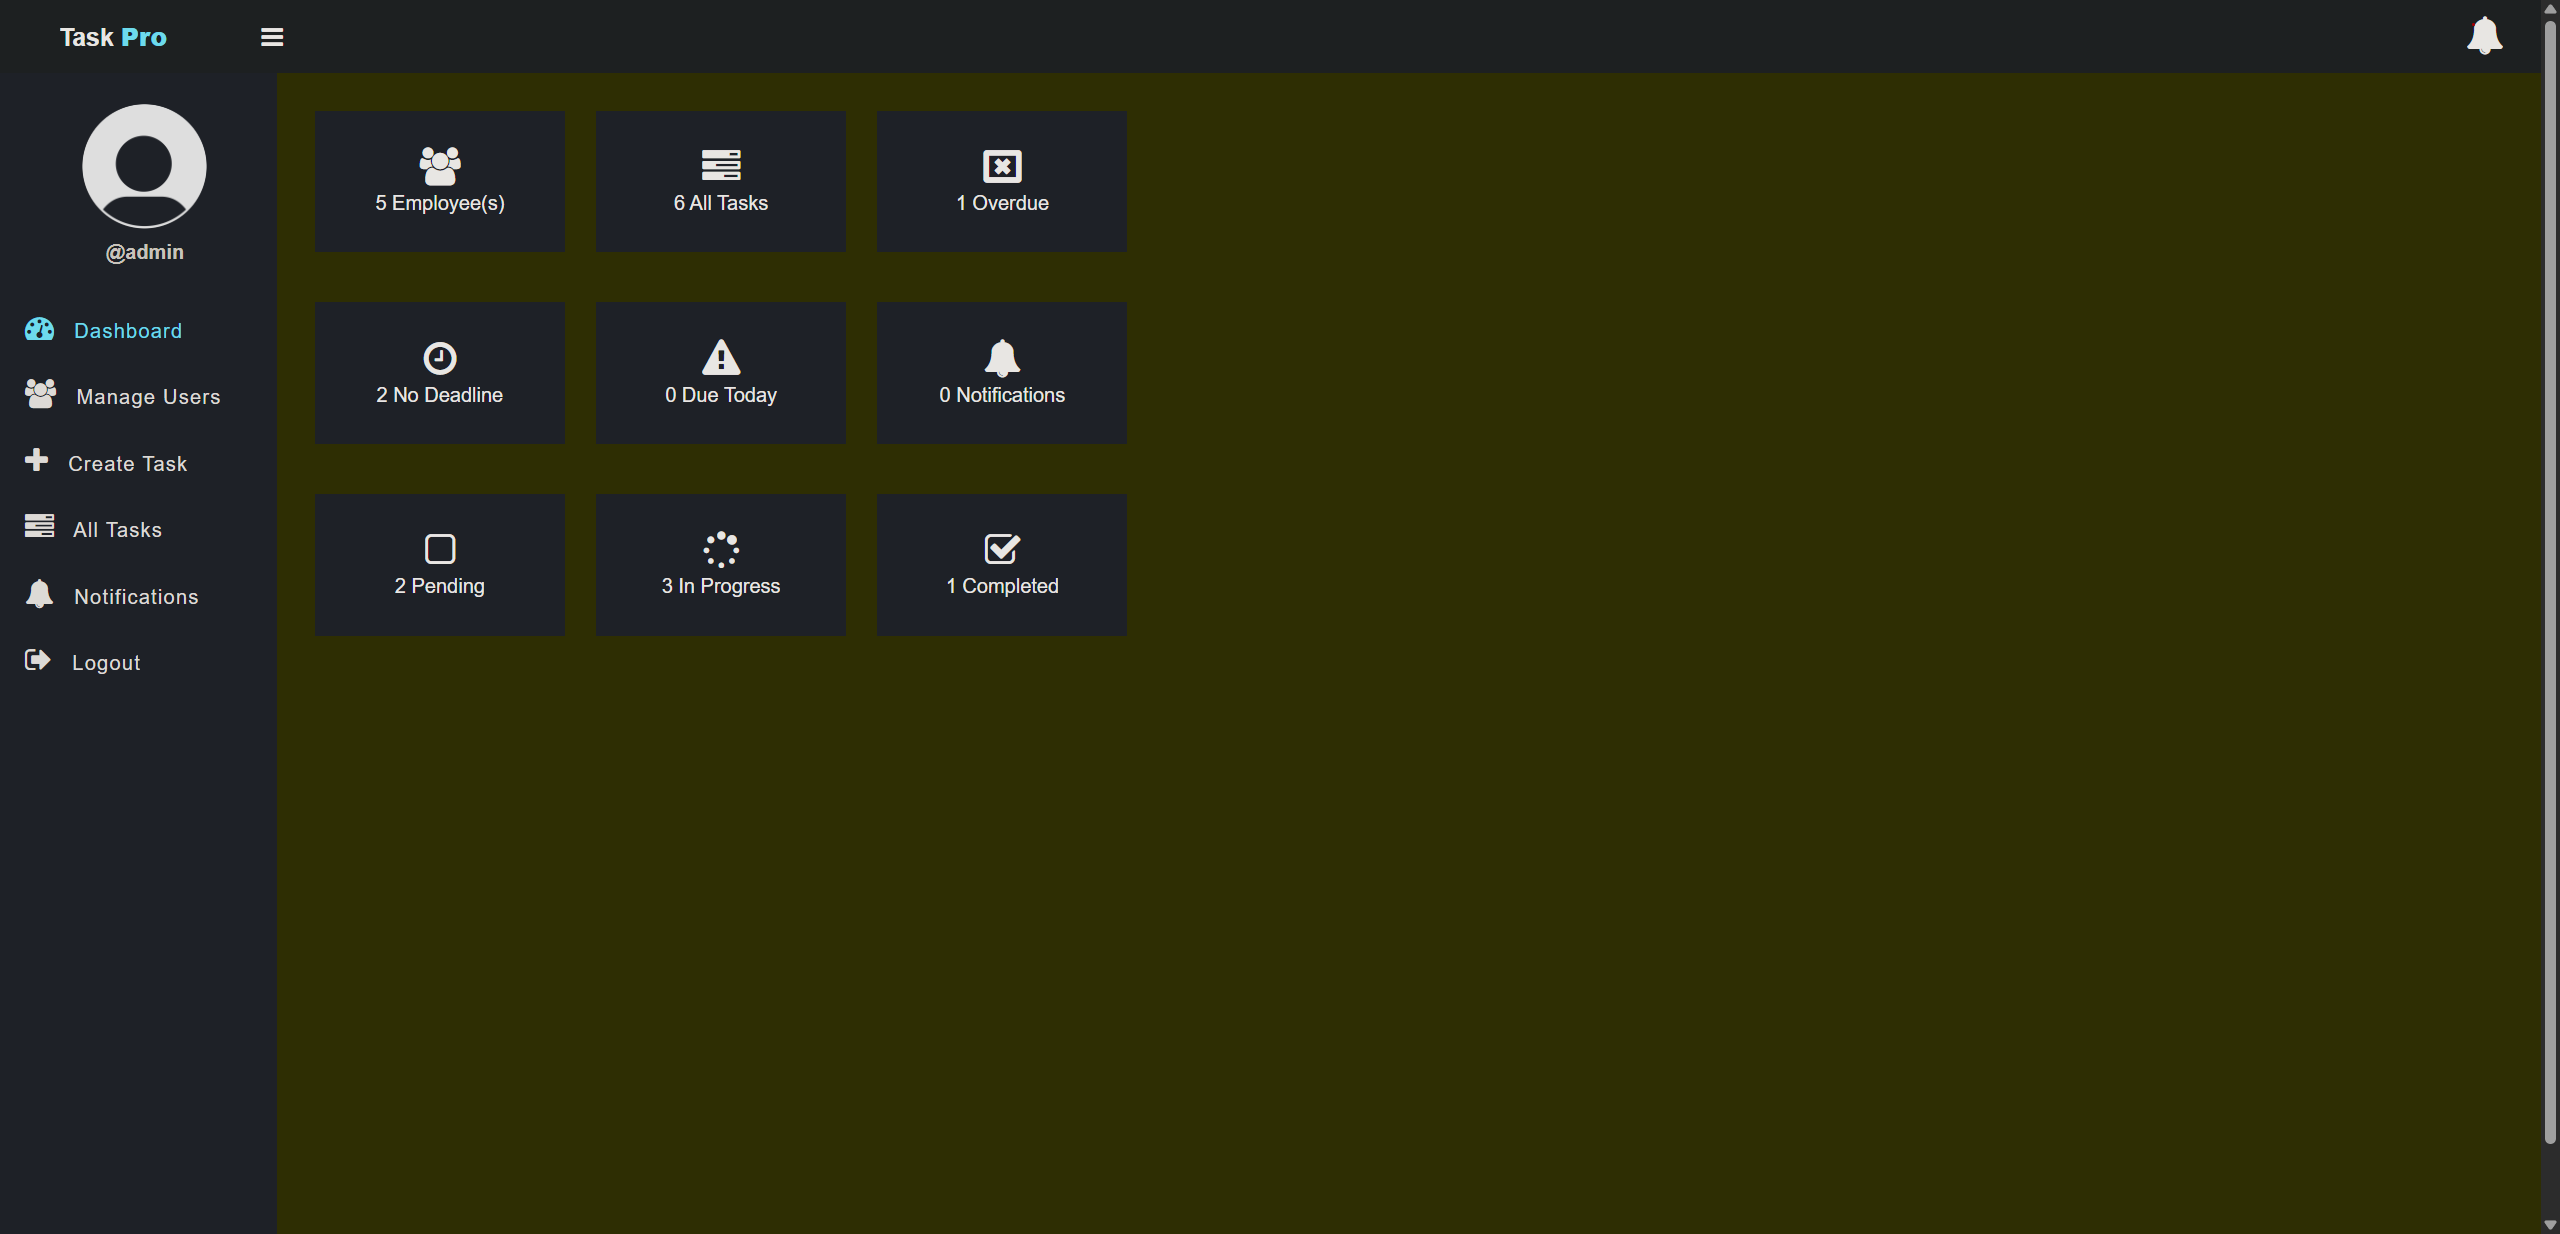 Task Pro
@admin
Dashboard
Manage Users
Create Task
All Tasks
Notifications
Logout
5 Employee(s)
6 All Tasks
1 Overdue
2 No Deadline
0 Due Today
0 Notifications
2 Pending
3 In Progress
1 Completed